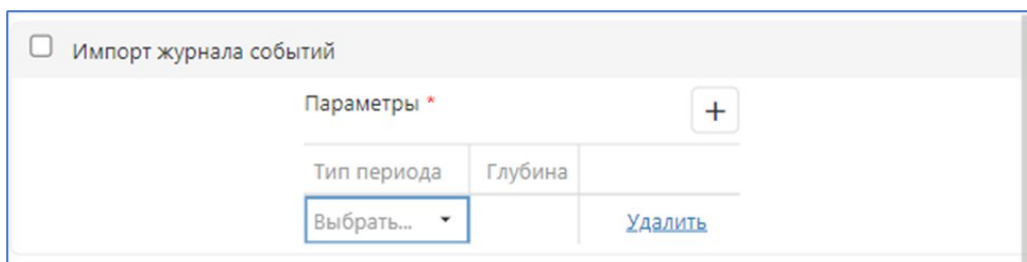 Импорт журнала событий
Параметры *
+
Тип периода Глубина
Выбрать... Удалить